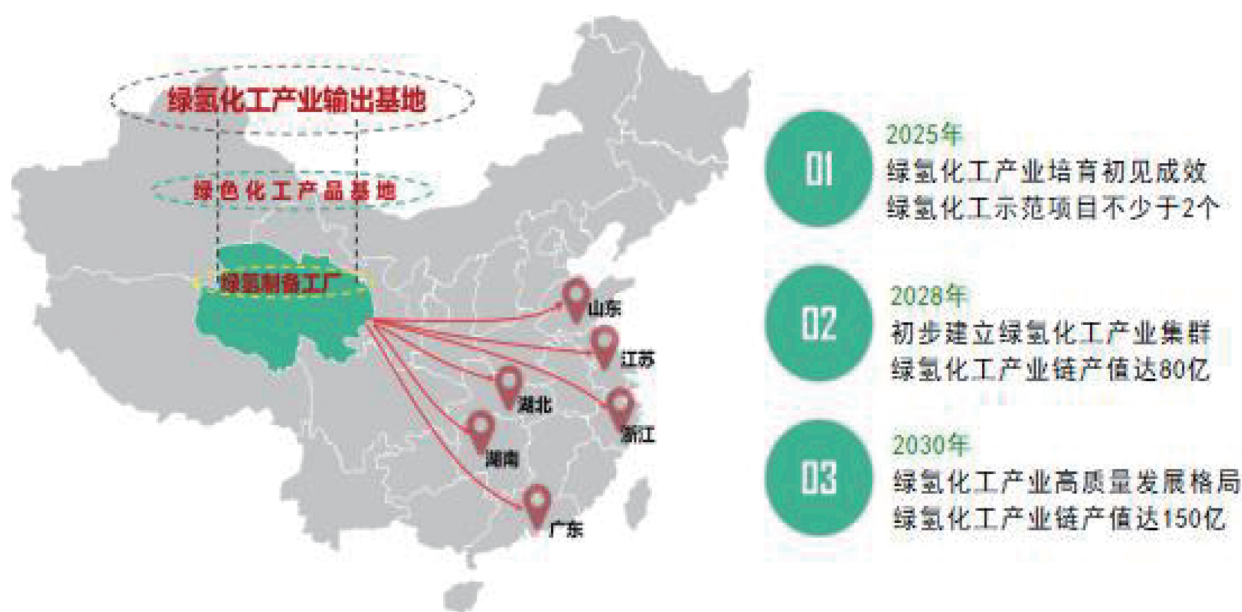 绿氢化工产业输出基地
绿色化工产品基地
绿氢制备工厂
山东
江苏
湖北
浙江
湖南
广东
01
2025年
绿氢化工产业培育初见成效
绿氢化工示范项目不少于2个
02
2028年
初步建立绿氢化工产业集群
绿氢化工产业链产值达80亿
03
2030年
绿氢化工产业高质量发展格局
绿氢化工产业链产值达150亿